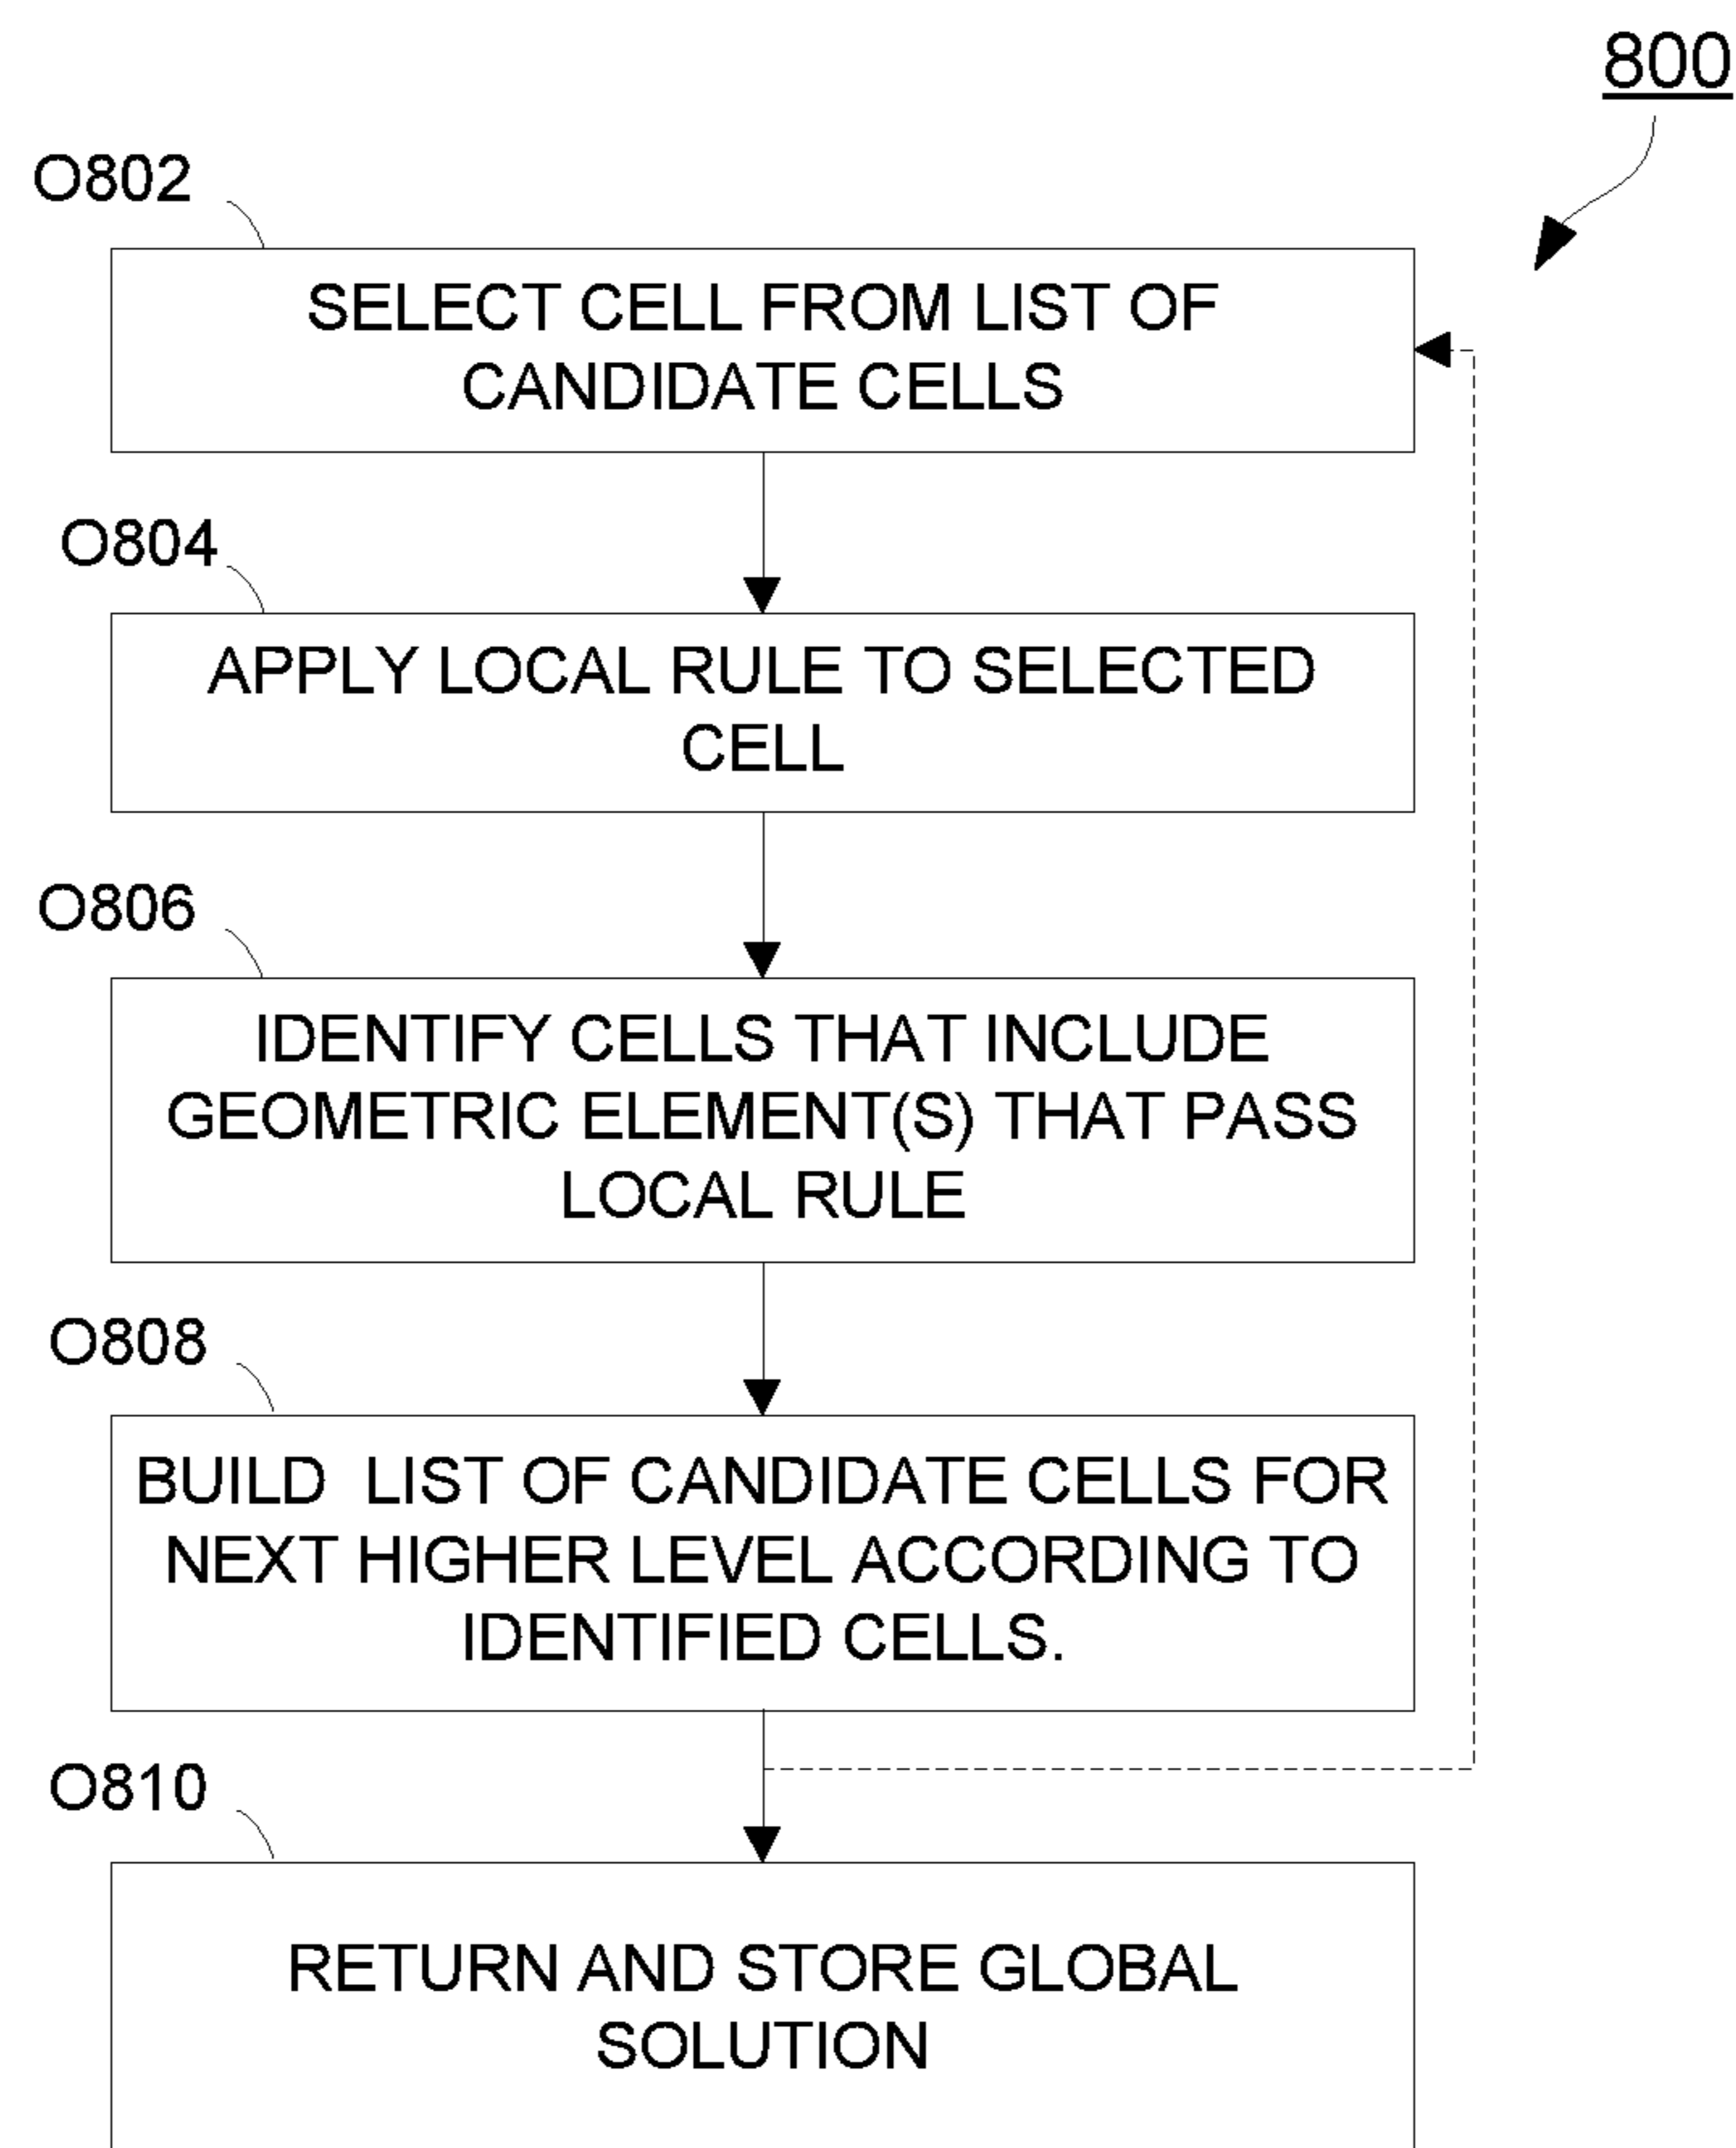 800
O802
SELECT CELL FROM LIST OF
CANDIDATE CELLS
O804
APPLY LOCAL RULE TO SELECTED
CELL
O806
IDENTIFY CELLS THAT INCLUDE
GEOMETRIC ELEMENT(S) THAT PASS
LOCAL RULE
O808
BUILD LIST OF CANDIDATE CELLS FOR
NEXT HIGHER LEVEL ACCORDING TO
IDENTIFIED CELLS.
O810
RETURN AND STORE GLOBAL
SOLUTION